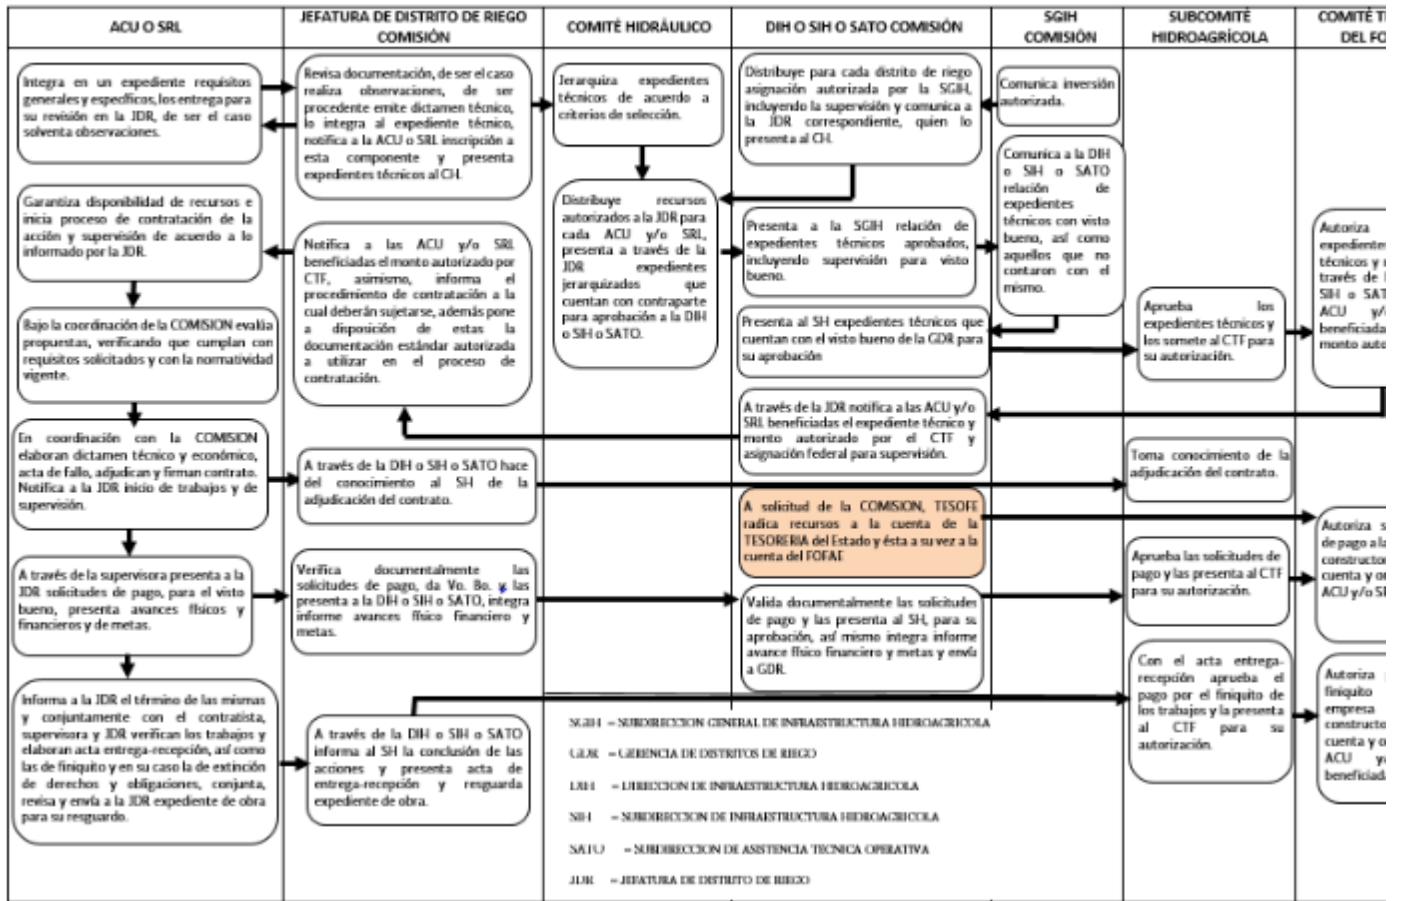 ACU O SRL
JEFATURA DE DISTRITO DE RIEGO
COMISIÓN
COMITÉ HIDRÁULICO
DIH O SIH O SATO COMISIÓN
SGIH
COMISIÓN
SUBCOMITÉ
HIDROAGRÍCOLA
COMITÉ T
DEL FO
Integra en un expediente requisitos
generales y específicos, los entrega para
su revisión en la JDR, de ser el caso
solventa observaciones.
Garantiza disponibilidad de recursos e
inicia proceso de contratación de la
acción y supervisión de acuerdo a lo
informado por la JDR.
Bajo la coordinación de la COMISION evalúa
propuestas, verificando que cumplan con
requisitos solicitados y con la normatividad
vigente.
En coordinación con la COMISION
elaboran dictamen técnico y económico,
acta de fallo, adjudican y firman contrato.
Notifica a la JDR inicio de trabajos y de
supervisión.
A través de la supervisora presenta a la
JDR solicitudes de pago, para el visto
bueno, presenta avances físicos y
financieros y de metas.
Informa a la JDR el término de las mismas
y conjuntamente con el contratista,
supervisora y JDR verifican los trabajos y
elaboran acta entrega-recepción, así como
las de finiquito y en su caso la de extinción
de derechos y obligaciones, conjunta,
revisa y envía a la JDR expediente de obra
para su resguardo.
Revisa documentación, de ser el caso
realiza observaciones, de ser
procedente emite dictamen técnico,
lo integra al expediente técnico,
notifica a la ACU o SRL inscripción a
esta componente y presenta
expedientes técnicos al CH.
Notifica a las ACU y/o SRL
beneficiadas el monto autorizado por
CTF, asimismo, informa el
procedimiento de contratación a la
cual deberán sujetarse, además pone
a disposición de estas la
documentación estándar autorizada
a utilizar en el proceso de
contratación.
A través de la DIH o SIH o SATO hace
del conocimiento al SH de la
adjudicación del contrato.
Verifica documentalmente las
solicitudes de pago, da Vo. Bo. y las
presenta a la DIH o SIH o SATO, integra
informe avances físico financiero y
metas.
A través de la DIH o SIH o SATO
informa al SH la conclusión de las
acciones y presenta acta de
entrega-recepción y resguarda
expediente de obra.
Jerarquiza expedientes
técnicos de acuerdo a
criterios de selección.
Distribuye recursos
autorizados a la JDR para
cada ACU y/o SRL,
presenta a través de la
JDR expedientes
jerarquizados que
cuentan con contraparte
para aprobación a la DIH
o SIH o SATO.
Distribuye para cada distrito de riego
asignación autorizada por la SGIH,
incluyendo la supervisión y comunica a
la JDR correspondiente, quien lo
presenta al CH.
Presenta a la SGIH relación de
expedientes técnicos aprobados,
incluyendo supervisión para visto
bueno.
Presenta al SH expedientes técnicos que
cuentan con el visto bueno de la GDR para
su aprobación
A través de la JDR notifica a las ACU y/o
SRL beneficiadas el expediente técnico y
monto autorizado por el CTF y
asignación federal para supervisión.
A solicitud de la COMISION, TESOFE
radica recursos a la cuenta de la
TESORERIA del Estado y ésta a su vez a la
cuenta del FOFAE
Valida documentalmente las solicitudes
de pago y las presenta al SH, para su
aprobación, así mismo integra informe
avance físico financiero y metas y envía
a GDR.
Comunica inversión
autorizada.
Comunica a la DIH
o SIH o SATO
relación de
expedientes
técnicos con visto
bueno, así como
aquellos que no
contaron con el
mismo.
Aprueba los
expedientes técnicos y
los somete al CTF para
su autorización.
Toma conocimiento de la
adjudicación del contrato.
Aprueba las solicitudes de
pago y las presenta al CTF
para su autorización.
Con el acta entrega-
recepción aprueba el
pago por el finiquito de
los trabajos y la presenta
al CTF para su
autorización.
Autoriza
expediente
técnicos y
través de
SIH o SAT
ACU y/
beneficiada
monto auto
Autoriza s
de pago a la
constructor
cuenta y o
ACU y/o S
Autoriza
finiquito
empresa
constructo
cuenta y o
ACU y
beneficiad
SGIH = SUBDIRECCION GENERAL DE INFRAESTRUCTURA HIDROAGRICOLA
GDR = GERENCIA DE DISTRITOS DE RIEGO
DIH = DIRECCION DE INFRAESTRUCTURA HIDROAGRICOLA
SIH = SUBDIRECCION DE INFRAESTRUCTURA HIDROAGRICOLA
SATO = SUBDIRECCION DE ASISTENCIA TECNICA OPERATIVA
JDR = JEFATURA DE DISTRITO DE RIEGO